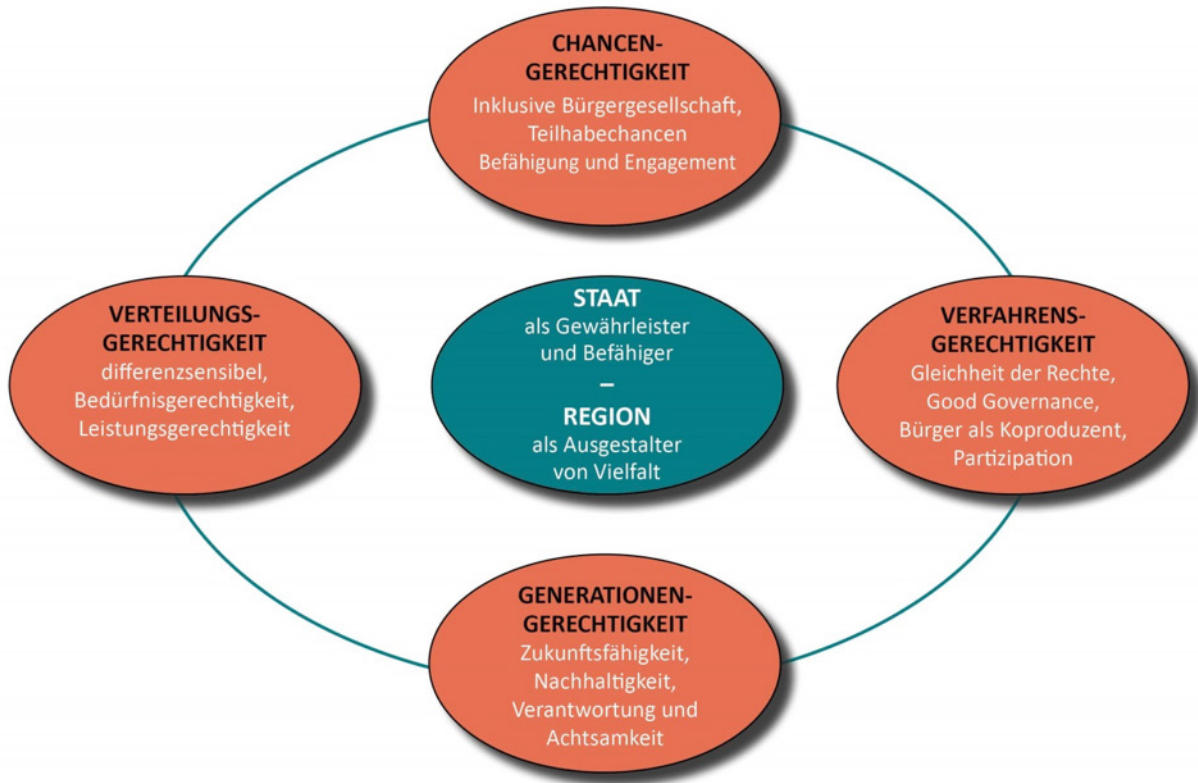 CHANCEN-
GERECHTIGKEIT
Inklusive Bürgergesellschaft,
Teilhabechancen
Befähigung und Engagement
VERTEILUNGS-
GERECHTIGKEIT
differenzsensibel,
Bedürfnisgerechtigkeit,
Leistungsgerechtigkeit
STAAT
als Gewährleister
und Befähiger
–
REGION
als Ausgestalter
von Vielfalt
VERFAHRENS-
GERECHTIGKEIT
Gleichheit der Rechte,
Good Governance,
Bürger als Koproduzent,
Partizipation
GENERATIONEN-
GERECHTIGKEIT
Zukunftsfähigkeit,
Nachhaltigkeit,
Verantwortung und
Achtsamkeit